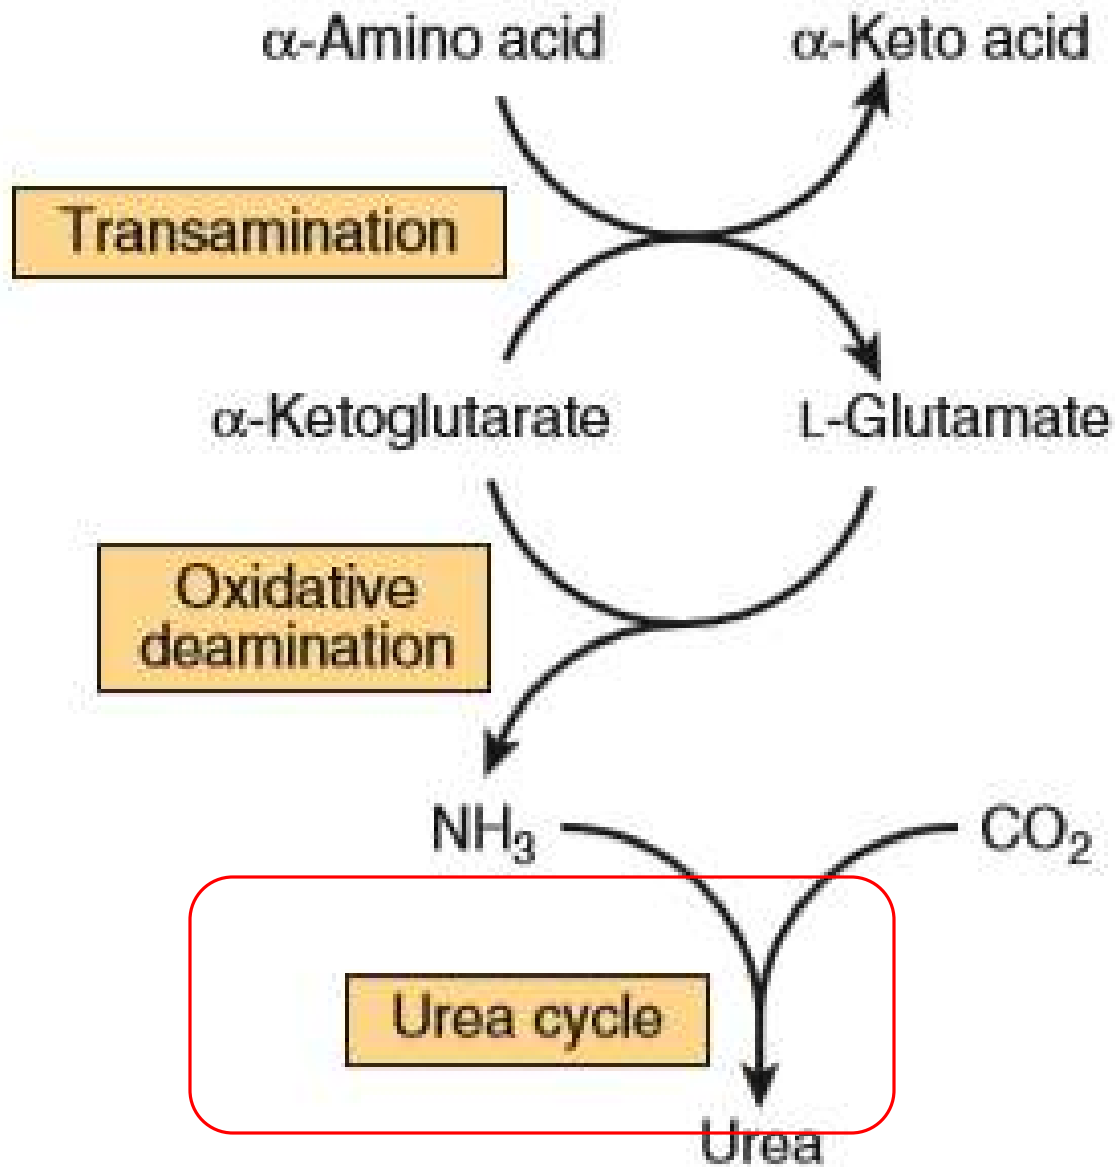 α-Amino acid
α-Keto acid
Transamination
α-Ketoglutarate
L-Glutamate
Oxidative
deamination
NH₃
CO₂
Urea cycle
Urea